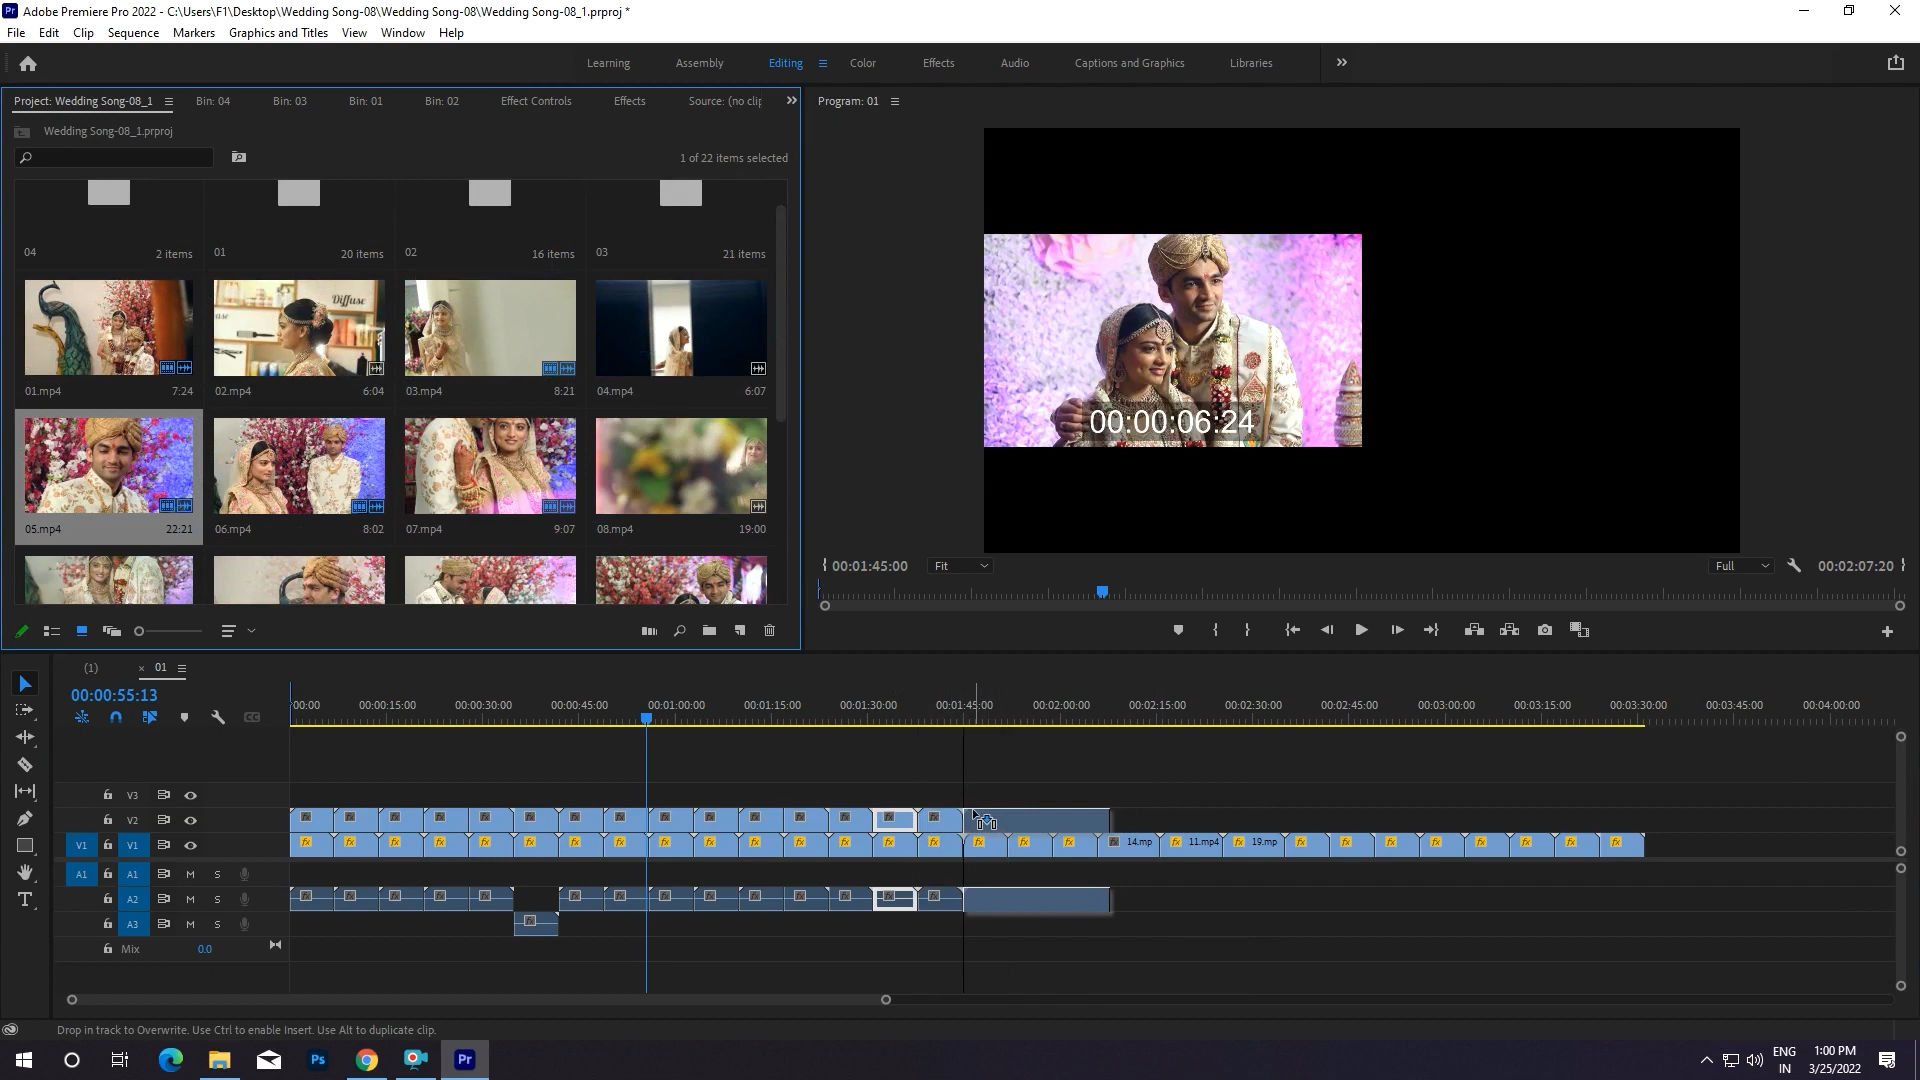 Adobe Premiere Pro 2022 - C:\Users\F1\Desktop\Wedding Song-08\Wedding Song-08\Wedding Song-08_1.prproj *
File Edit Clip Sequence Markers Graphics and Titles View Window Help
Learning Assembly Editing Color Effects Audio Captions and Graphics Libraries
Project: Wedding Song-08_1 Bin: 04 Bin: 03 Bin: 01 Bin: 02 Effect Controls Effects Source: (no clip
Program: 01
Wedding Song-08_1.prproj
1 of 22 items selected
04 2 items 01 20 items 02 16 items 03 21 items
Diffuse
01.mp4 7:24 02.mp4 6:04 03.mp4 8:21 04.mp4 6:07
00:00:06:24
05.mp4 22:21 06.mp4 8:02 07.mp4 9:07 08.mp4 19:00
00:01:45:00 Fit Full 00:02:07:20
(1) × 01
00:00:55:13
:00:00 00:00:15:00 00:00:30:00 00:00:45:00 00:01:00:00 00:01:15:00 00:01:30:00 00:01:45:00 00:02:00:00 00:02:15:00 00:02:30:00 00:02:45:00 00:03:00:00 00:03:15:00 00:03:30:00 00:03:45:00 00:04:00:00
V3
V2
V1 V1 14.mp 11.mp4 19.mp
A1 A1 M S
A2 M S
A3 M S
Mix 0.0
Drop in track to Overwrite. Use Ctrl to enable Insert. Use Alt to duplicate clip.
Ps Pr
ENG
IN
1:00 PM
3/25/2022